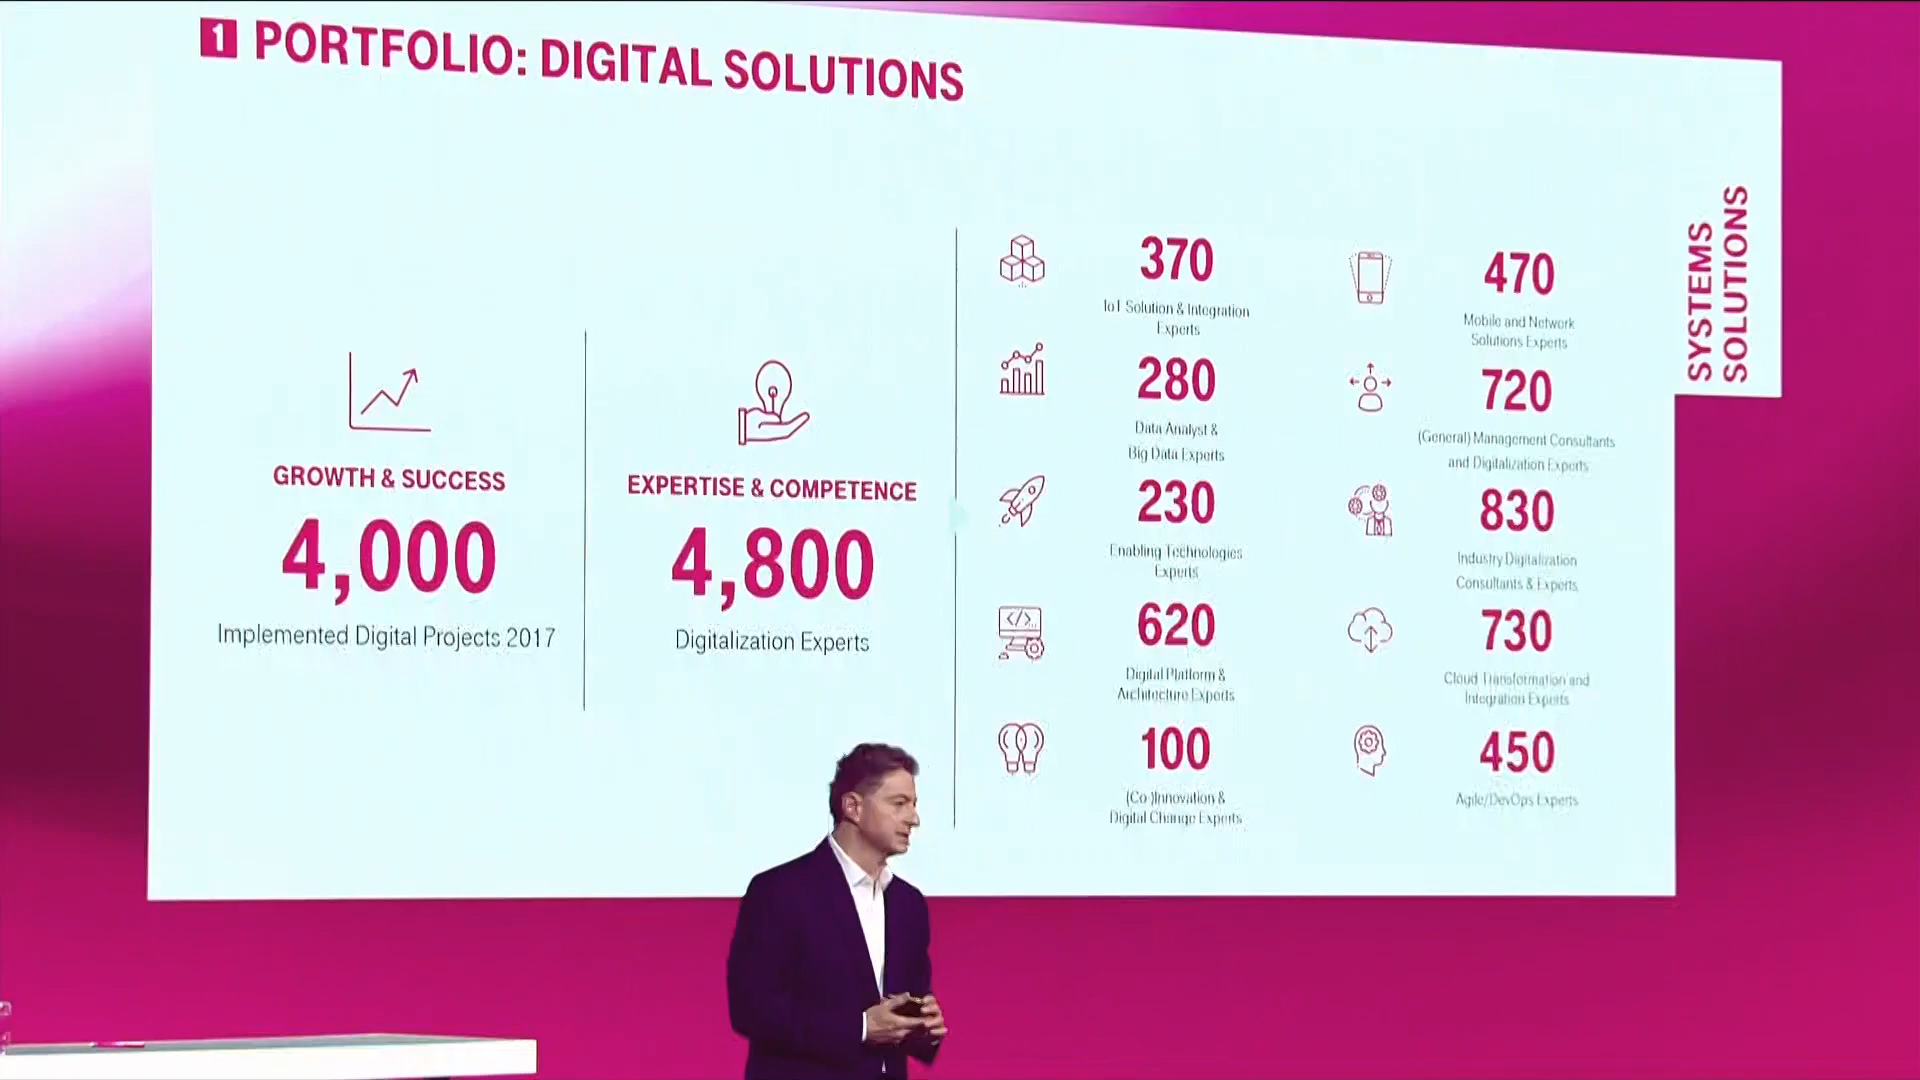 1 PORTFOLIO: DIGITAL SOLUTIONS
SYSTEMS
SOLUTIONS
GROWTH & SUCCESS
4,000
Implemented Digital Projects 2017
EXPERTISE & COMPETENCE
4,800
Digitalization Experts
370
IoT Solution & Integration
Experts
280
Data Analyst &
Big Data Experts
230
Enabling Technologies
Experts
620
Digital Platform &
Architecture Experts
100
(Co-)Innovation &
Digital Change Experts
470
Mobile and Network
Solutions Experts
720
(General) Management Consultants
and Digitalization Experts
830
Industry Digitalization
Consultants & Experts
730
Cloud Transformation and
Integration Experts
450
Agile/DevOps Experts